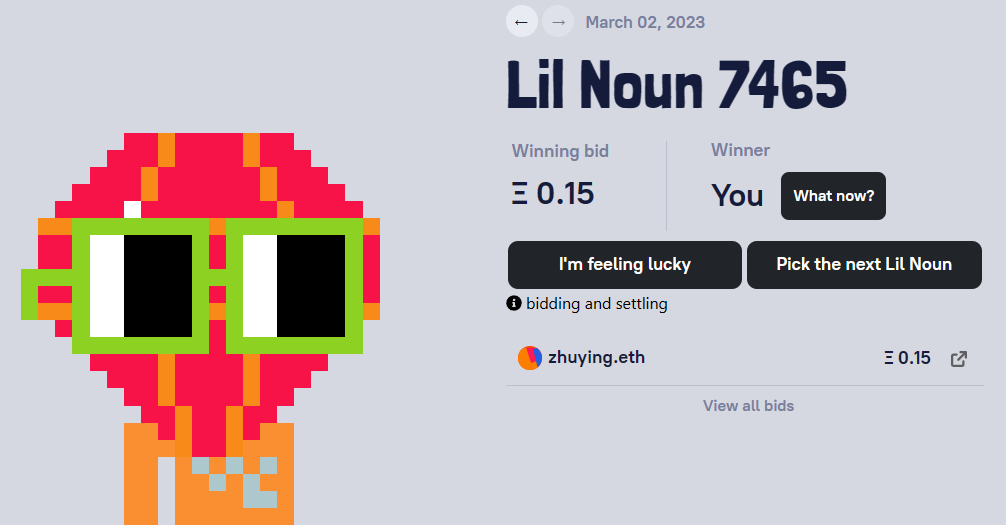 ← → March 02, 2023
Lil Noun 7465
Winning bid
Ξ 0.15
Winner
You
What now?
I'm feeling lucky
Pick the next Lil Noun
bidding and settling
zhuying.eth Ξ 0.15
View all bids